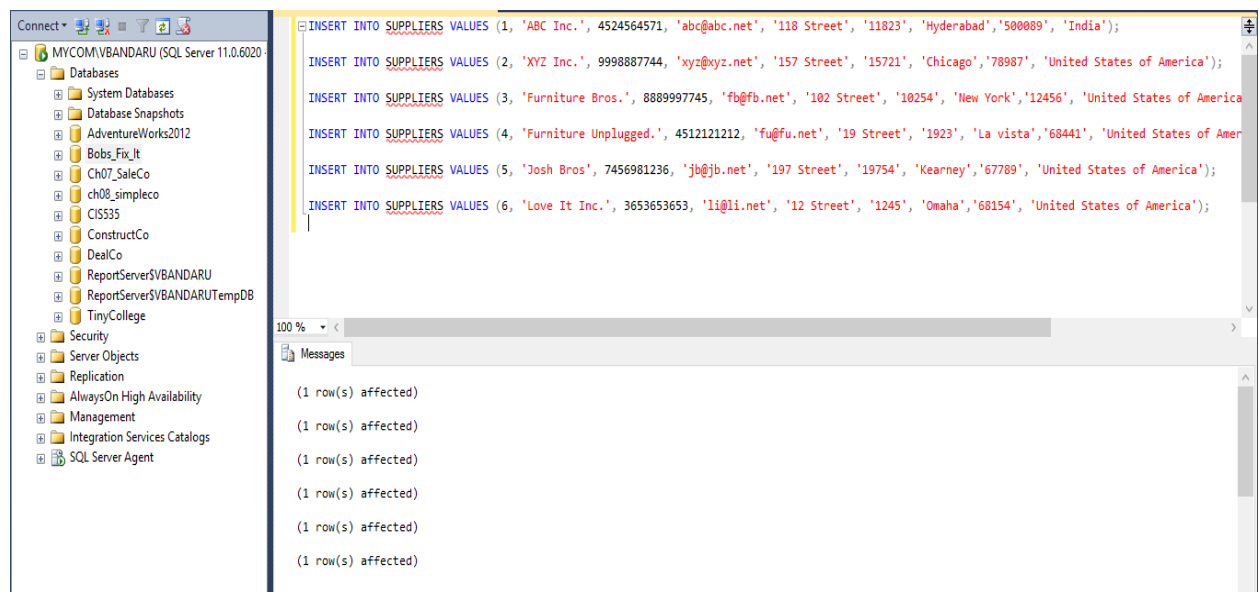 Connect
MYCOM\VBANDARU (SQL Server 11.0.6020 -
Databases
System Databases
Database Snapshots
AdventureWorks2012
Bobs_Fix_It
Ch07_SaleCo
ch08_simpleco
CIS535
ConstructCo
DealCo
ReportServer$VBANDARU
ReportServer$VBANDARUTempDB
TinyCollege
Security
Server Objects
Replication
AlwaysOn High Availability
Management
Integration Services Catalogs
SQL Server Agent
INSERT INTO SUPPLIERS VALUES (1, 'ABC Inc.', 4524564571, 'abc@abc.net', '118 Street', '11823', 'Hyderabad','500089', 'India');
INSERT INTO SUPPLIERS VALUES (2, 'XYZ Inc.', 9998887744, 'xyz@xyz.net', '157 Street', '15721', 'Chicago','78987', 'United States of America');
INSERT INTO SUPPLIERS VALUES (3, 'Furniture Bros.', 8889997745, 'fb@fb.net', '102 Street', '10254', 'New York','12456', 'United States of America
INSERT INTO SUPPLIERS VALUES (4, 'Furniture Unplugged.', 4512121212, 'fu@fu.net', '19 Street', '1923', 'La vista','68441', 'United States of Amer
INSERT INTO SUPPLIERS VALUES (5, 'Josh Bros', 7456981236, 'jb@jb.net', '197 Street', '19754', 'Kearney','67789', 'United States of America');
INSERT INTO SUPPLIERS VALUES (6, 'Love It Inc.', 3653653653, 'li@li.net', '12 Street', '1245', 'Omaha','68154', 'United States of America');
100 %
Messages
(1 row(s) affected)
(1 row(s) affected)
(1 row(s) affected)
(1 row(s) affected)
(1 row(s) affected)
(1 row(s) affected)